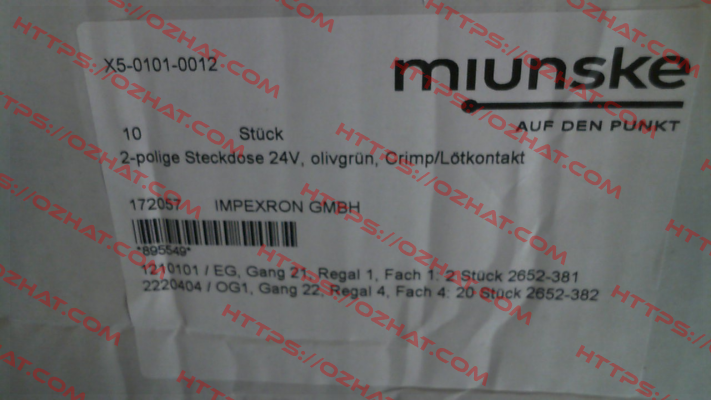 X5-0101-0012
miunske
AUF DEN PUNKT
10 Stück
2-polige Steckdose 24V, olivgrün, Crimp/Lötkontakt
172057 IMPEXRON GMBH
*895549*
1210101 / EG, Gang 21, Regal 1, Fach 1: 2 Stück 2652-381
2220404 / OG1, Gang 22, Regal 4, Fach 4: 20 Stück 2652-382
HTTPS://OZHAT.COM